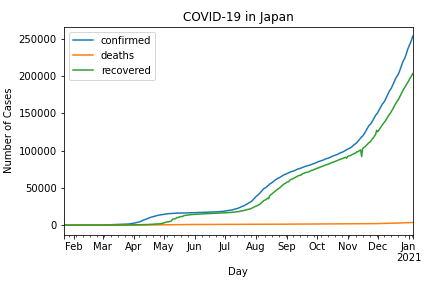 COVID-19 in Japan
confirmed
deaths
recovered
Number of Cases
250000
200000
150000
100000
50000
0
Feb Mar Apr May Jun Jul Aug Sep Oct Nov Dec Jan
2021
Day